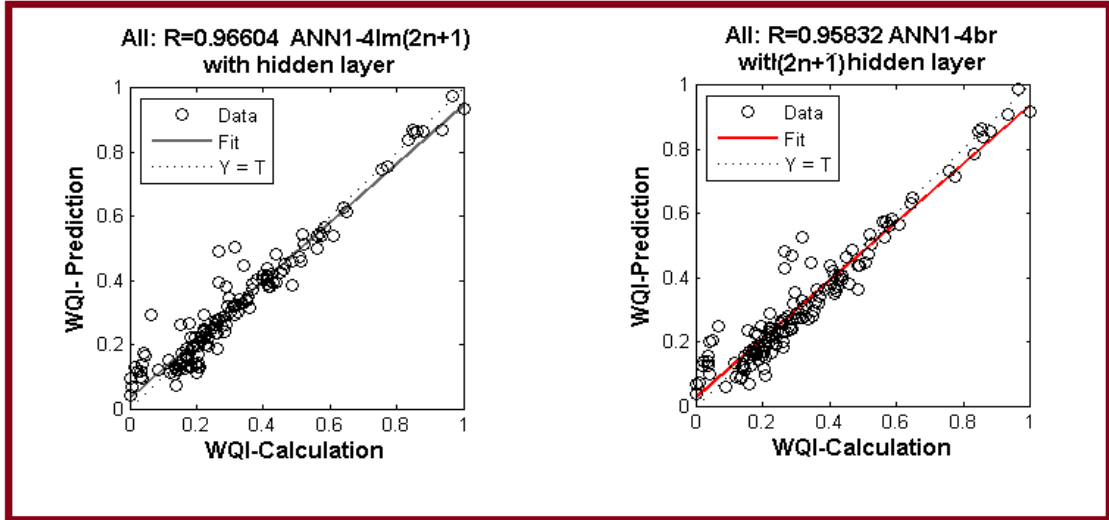 All: R=0.96604 ANN1-4lm(2n+1)
with hidden layer
1
0.8
0.6
0.4
0.2
0
Data
Fit
Y = T
WQI- Prediction
0 0.2 0.4 0.6 0.8 1
WQI-Calculation
All: R=0.95832 ANN1-4br
witl(2n+1) hidden layer
1
0.8
0.6
0.4
0.2
0
Data
Fit
Y = T
WQI-Prediction
0 0.2 0.4 0.6 0.8 1
WQI-Calculation